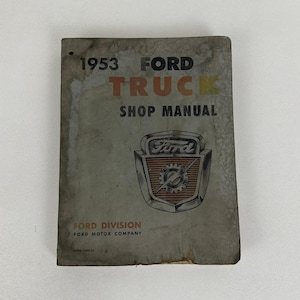 1953 FORD
TRUCK
SHOP MANUAL
Ford
FORD DIVISION
FORD MOTOR COMPANY